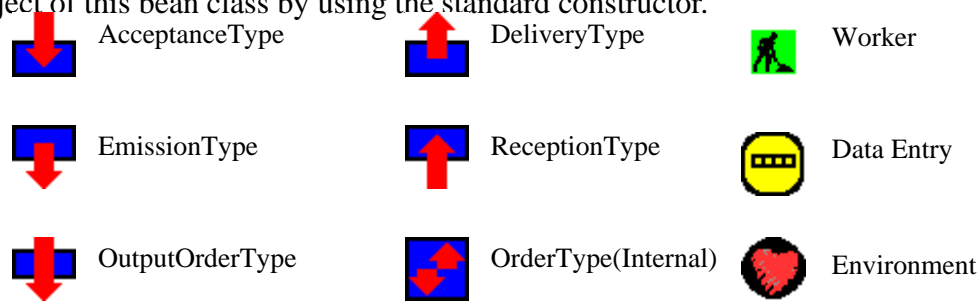 ject of this bean class by using the standard constructor.
AcceptanceType DeliveryType Worker
EmissionType ReceptionType Data Entry
OutputOrderType OrderType(Internal) Environment